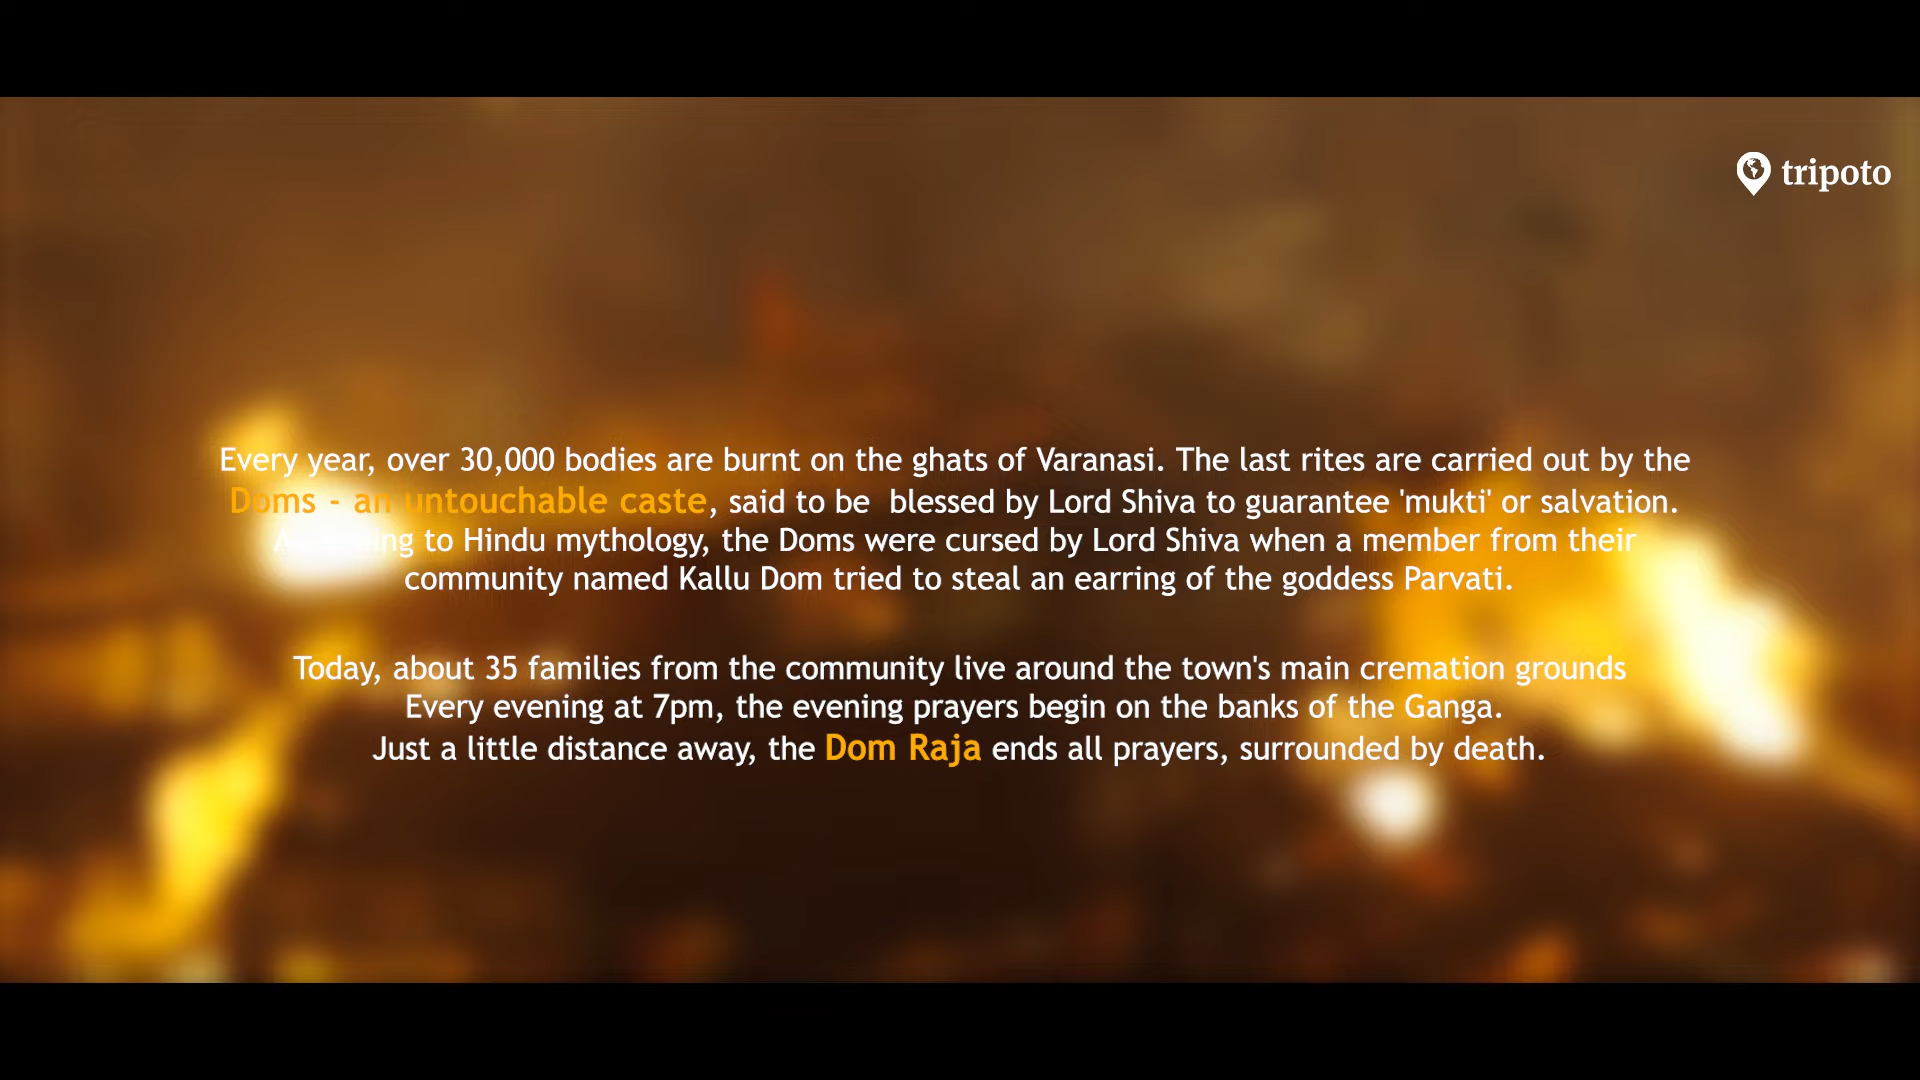 tripoto
Every year, over 30,000 bodies are burnt on the ghats of Varanasi. The last rites are carried out by the
Doms - an untouchable caste, said to be  blessed by Lord Shiva to guarantee 'mukti' or salvation.
According to Hindu mythology, the Doms were cursed by Lord Shiva when a member from their
community named Kallu Dom tried to steal an earring of the goddess Parvati.
Today, about 35 families from the community live around the town's main cremation grounds
Every evening at 7pm, the evening prayers begin on the banks of the Ganga.
Just a little distance away, the Dom Raja ends all prayers, surrounded by death.